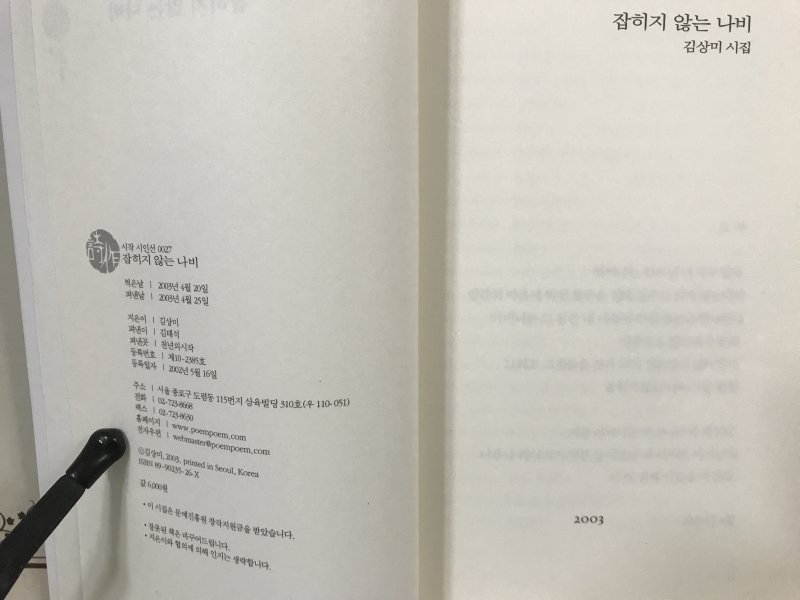 시작 시인선 0027
잡히지 않는 나비
찍은날 | 2003년 4월 20일
펴낸날 | 2003년 4월 25일
지은이 | 김상미
펴낸이 | 김태석
펴낸곳 | 천년의시작
등록번호 | 제10-2385호
등록일자 | 2002년 5월 16일
주소 | 서울 종로구 도렴동 115번지 삼육빌딩 310호(우 110-051)
전화 | 02-723-8668
팩스 | 02-723-8630
홈페이지 | www.poempoem.com
전자우편 | webmaster@poempoem.com
ⓒ김상미, 2003, printed in Seoul, Korea
ISBN 89-90235-26-X
값 6,000원
• 이 시집은 문예진흥원 창작지원금을 받았습니다.
• 잘못된 책은 바꾸어드립니다.
• 지은이와 협의에 의해 인지는 생략합니다.
잡히지 않는 나비
김상미 시집
2003